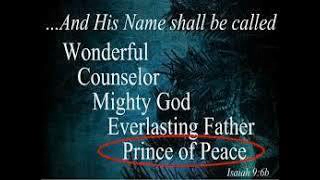 ...And His Name shall be called
Wonderful
Counselor
Mighty God
Everlasting Father
Prince of Peace
Isaiah 9:6b